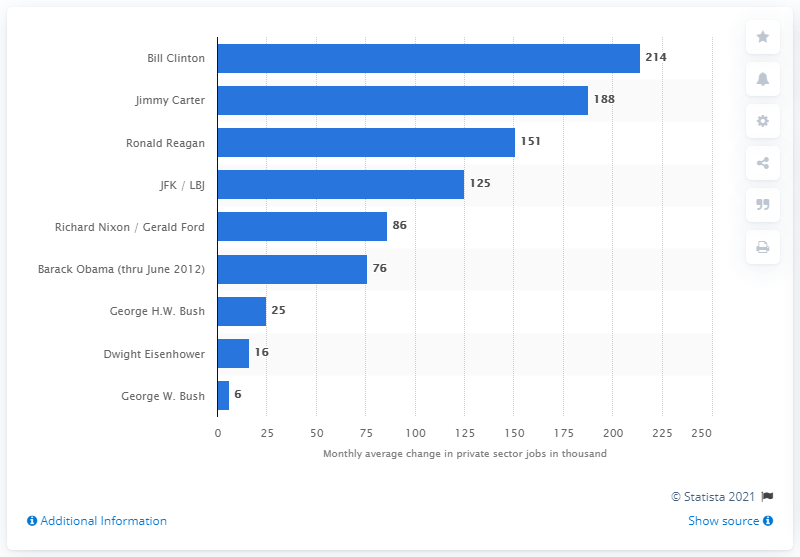 Bill Clinton 214
Jimmy Carter 188
Ronald Reagan 151
JFK / LBJ 125
Richard Nixon / Gerald Ford 86
Barack Obama (thru June 2012) 76
George H.W. Bush 25
Dwight Eisenhower 16
George W. Bush 6
0 25 50 75 100 125 150 175 200 225 250
Monthly average change in private sector jobs in thousand
© Statista 2021
Additional Information Show source